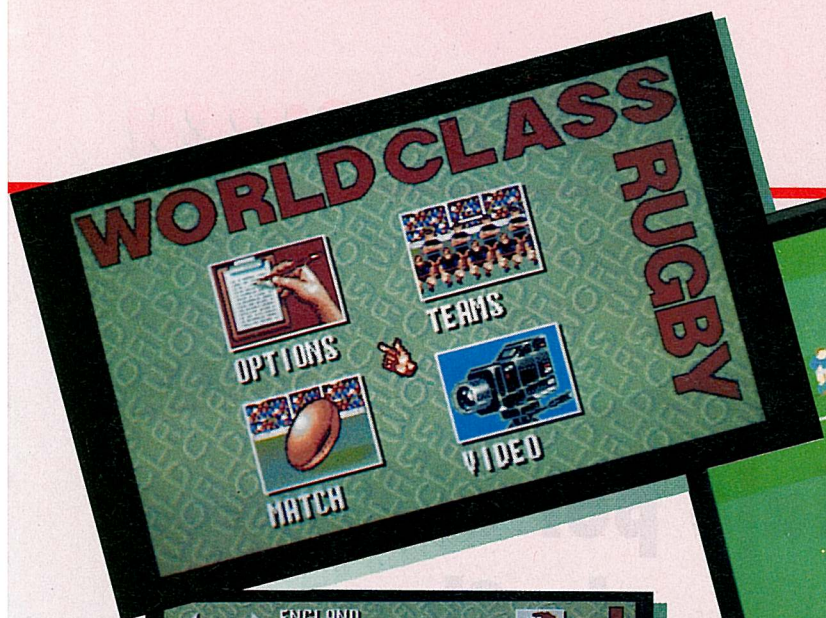 WORLD CLASS
RUGBY
OPTIONS
TEAMS
MATCH
VIDEO
ENGLAND